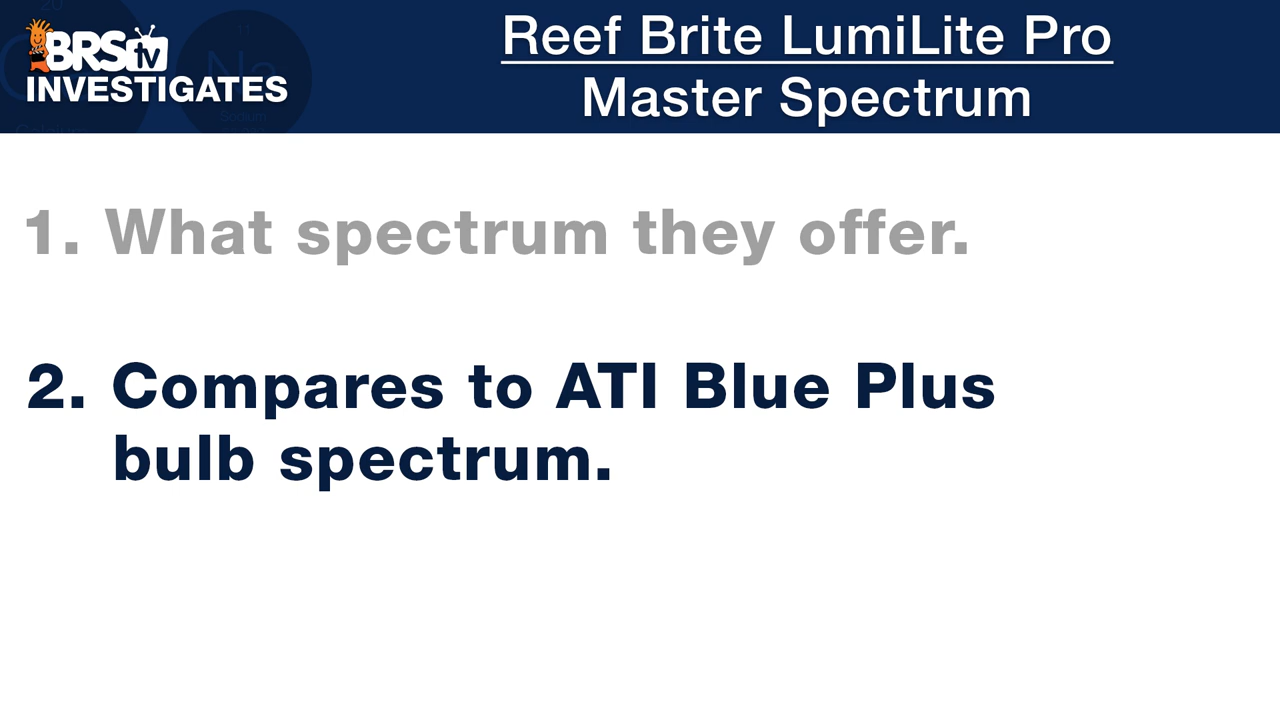 BRStv
INVESTIGATES
Reef Brite LumiLite Pro
Master Spectrum
1. What spectrum they offer.
2. Compares to ATI Blue Plus
bulb spectrum.